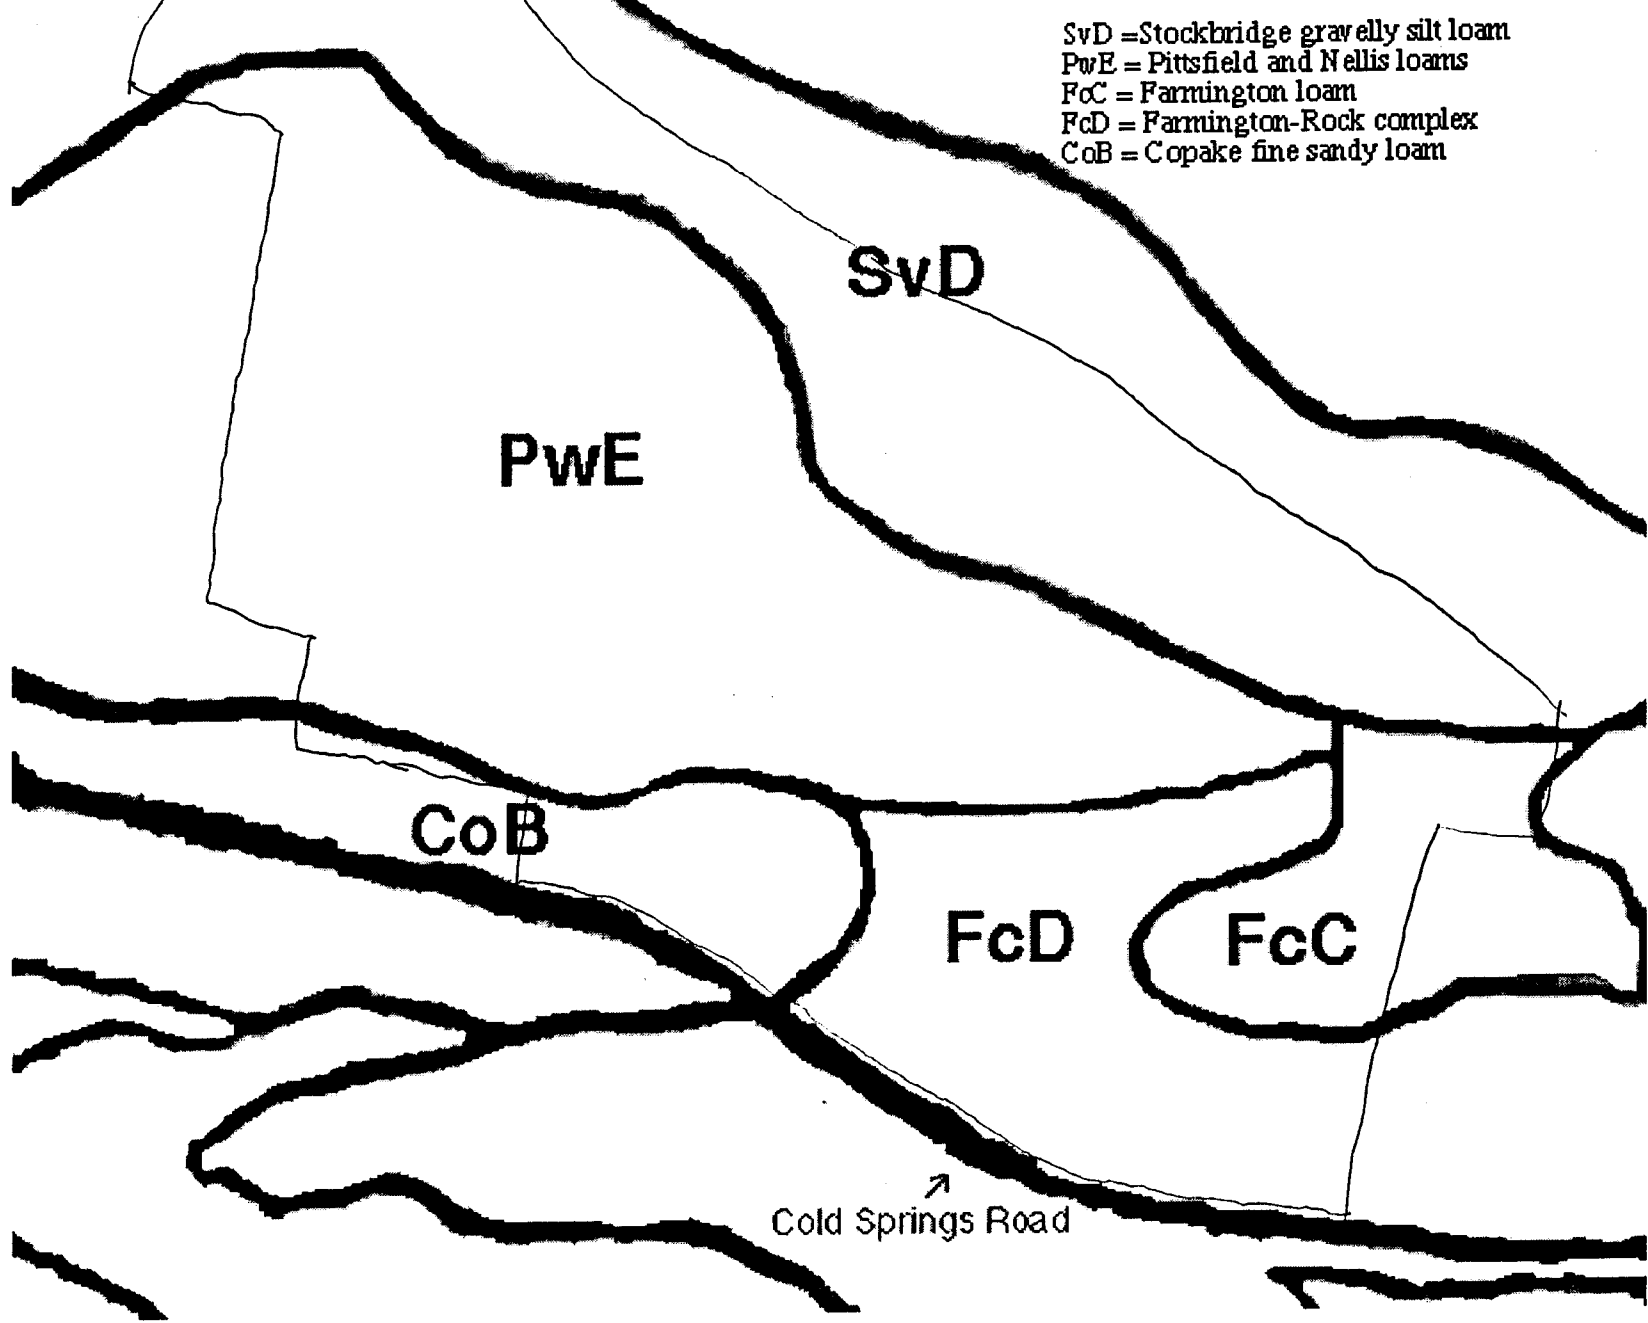 SvD =Stockbridge gravelly silt loam
PwE = Pittsfield and Nellis loams
FcC = Farmington loam
FcD = Farmington-Rock complex
CoB = Copake fine sandy loam
SvD
PwE
CoB
FcD
FcC
Cold Springs Road